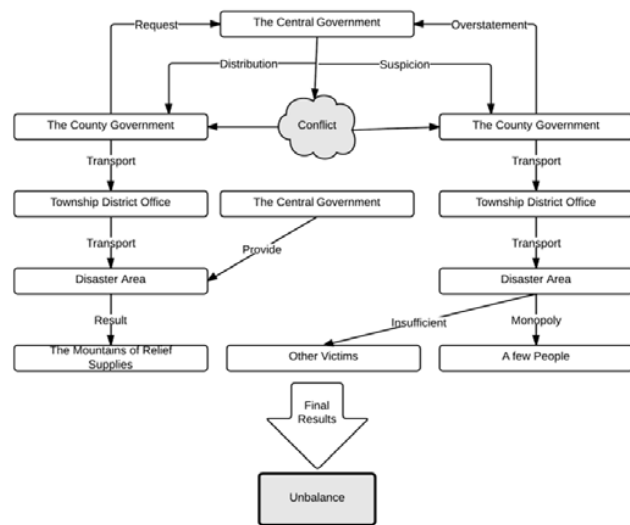 The Central Government
Request
Overstatement
Distribution
Suspicion
The County Government
Conflict
The County Government
Transport
Transport
Township District Office
The Central Government
Township District Office
Transport
Provide
Transport
Disaster Area
Disaster Area
Result
Insufficient
Monopoly
The Mountains of Relief
Supplies
Other Victims
A few People
Final
Results
Unbalance